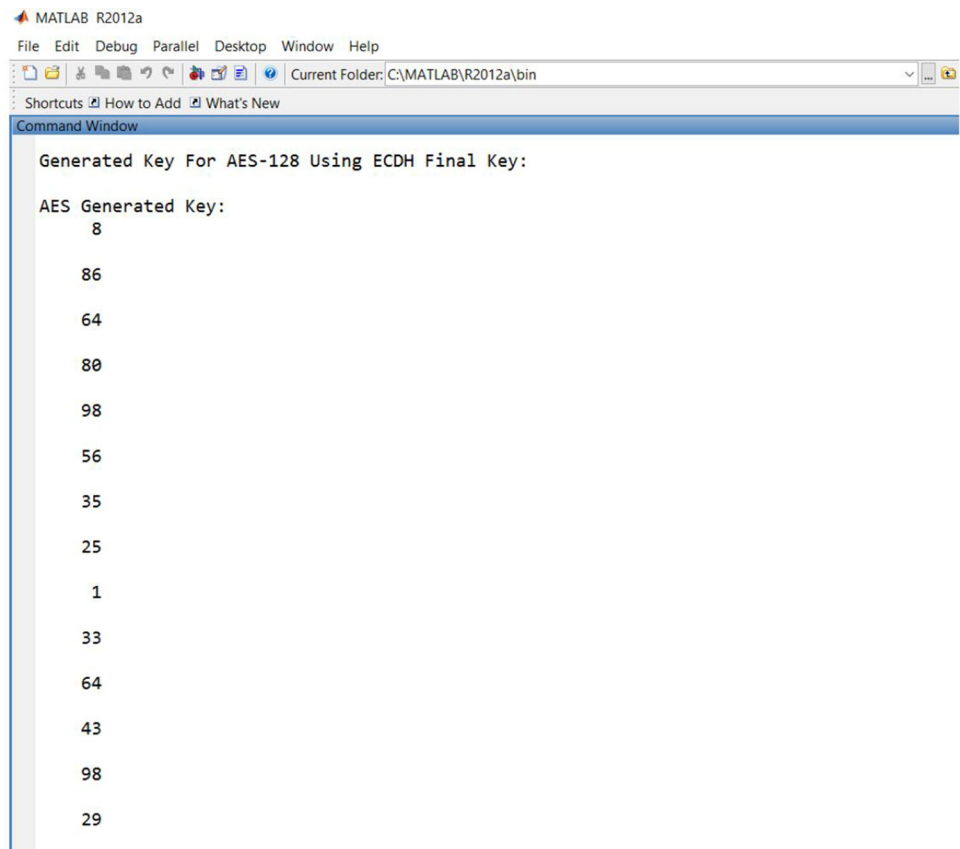 MATLAB R2012a
File Edit Debug Parallel Desktop Window Help
Current Folder: C:\MATLAB\R2012a\bin
Shortcuts How to Add What's New
Command Window
Generated Key For AES-128 Using ECDH Final Key:
AES Generated Key:
8
86
64
80
98
56
35
25
1
33
64
43
98
29